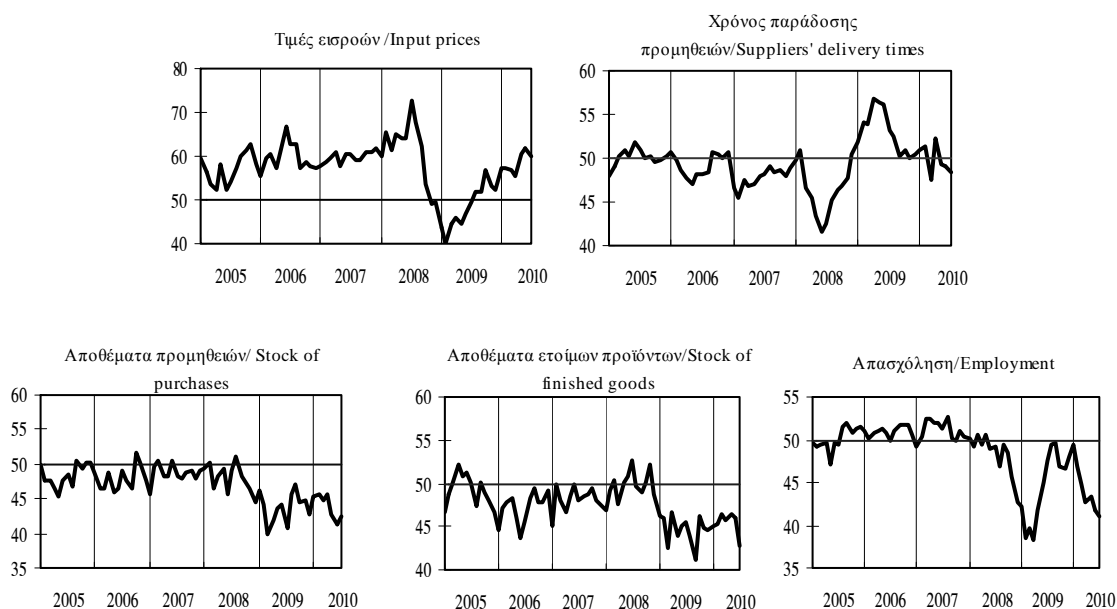 Τιμές εισροών /Input prices
80
70
60
50
40
2005 2006 2007 2008 2009 2010
Χρόνος παράδοσης
προμηθειών/Suppliers' delivery times
60
55
50
45
40
2005 2006 2007 2008 2009 2010
Αποθέματα προμηθειών/ Stock of
purchases
60
55
50
45
40
35
2005 2006 2007 2008 2009 2010
Αποθέματα ετοίμων προϊόντων/Stock of
finished goods
60
55
50
45
40
35
2005 2006 2007 2008 2009 2010
Απασχόληση/Employment
55
50
45
40
35
2005 2006 2007 2008 2009 2010